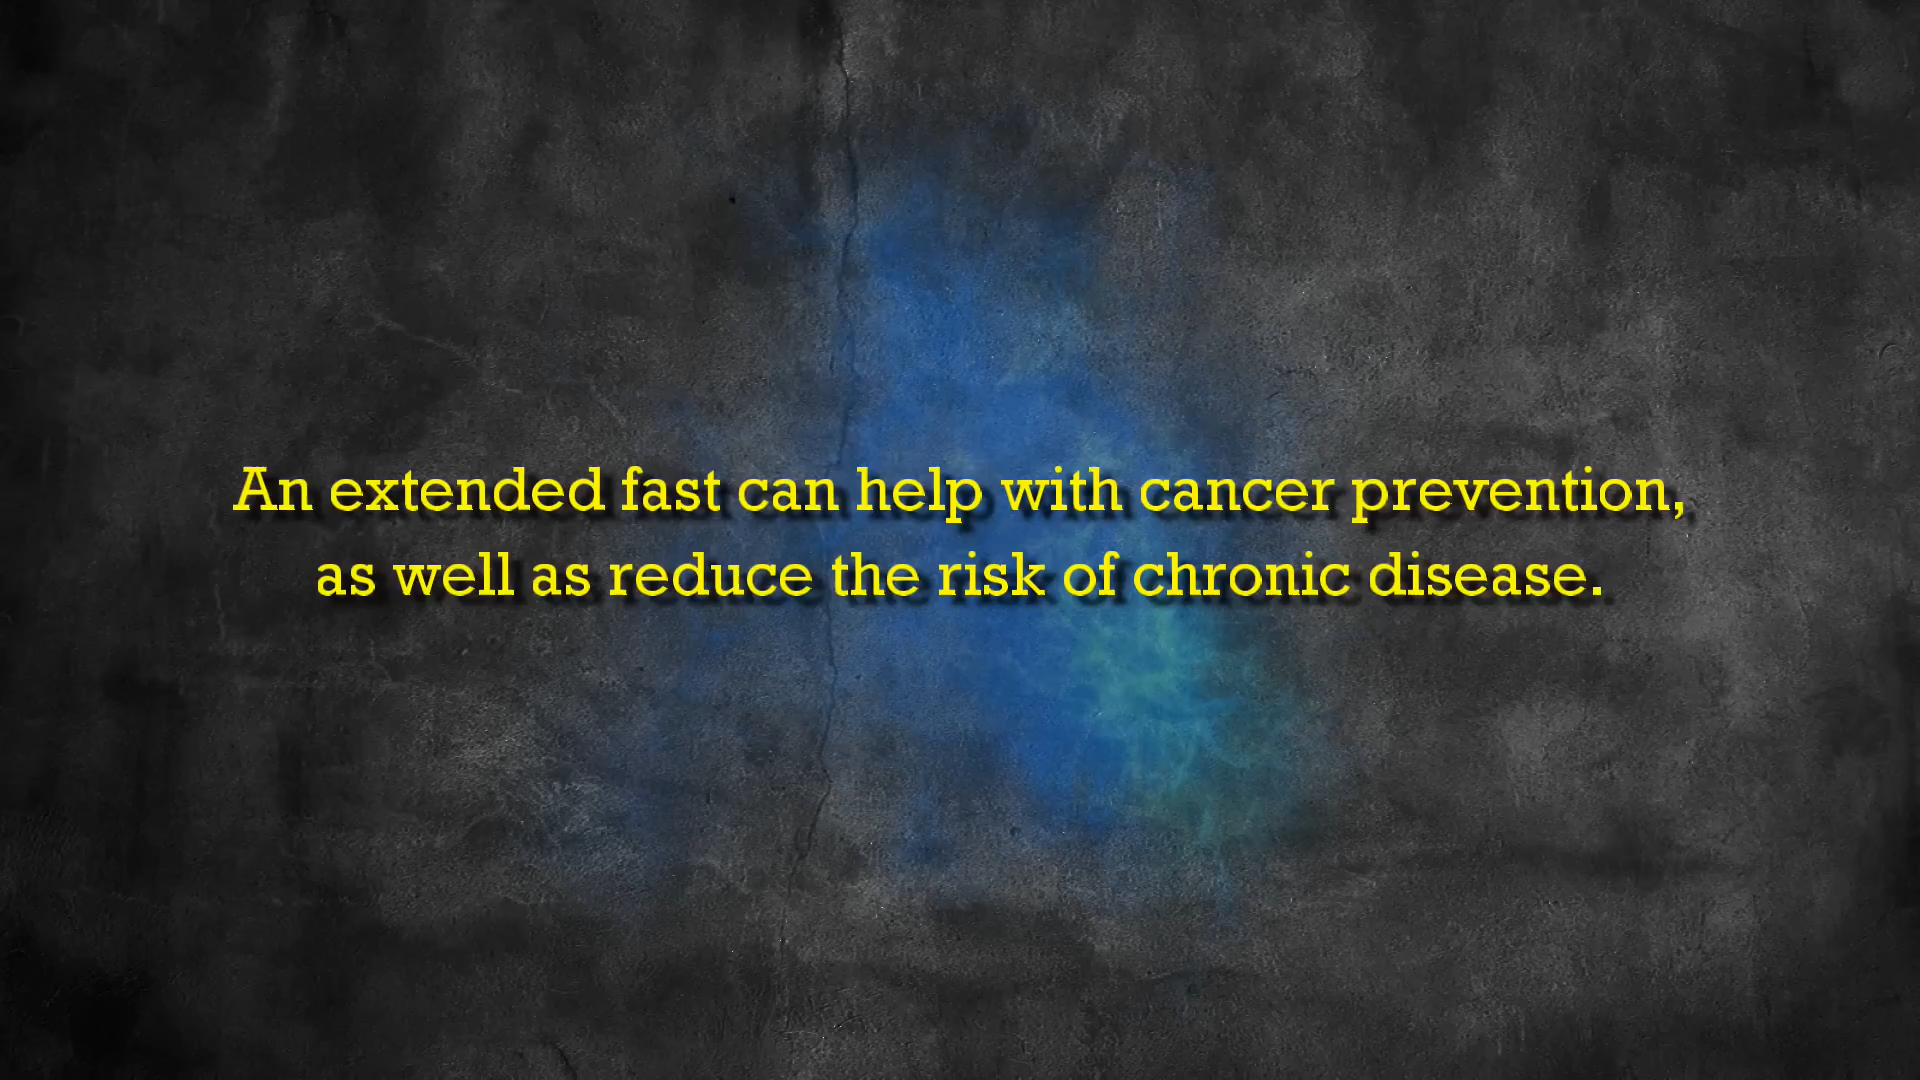 An extended fast can help with cancer prevention,
as well as reduce the risk of chronic disease.